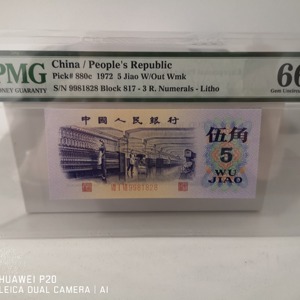 PMG
MONEY GUARANTY
China / People's Republic
Pick# 880c 1972 5 Jiao W/Out Wmk
S/N 9981828 Block 817 - 3 R. Numerals - Litho
66
Gem Uncirc
中国人民银行
伍角
5
WU
JIAO
9981828
HUAWEI P20
LEICA DUAL CAMERA | AI